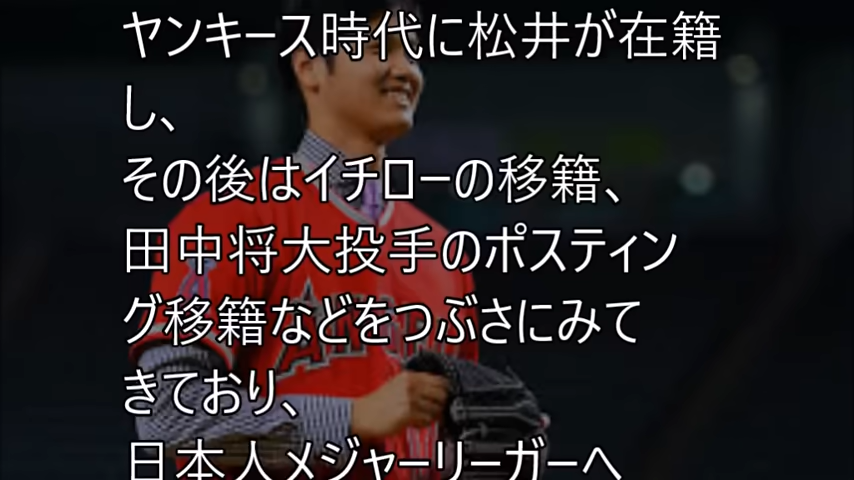 ヤンキース時代に松井が在籍
し、
その後はイチローの移籍、
田中将大投手のポスティン
グ移籍などをつぶさにみて
きており、
日本人メジャーリーガーへ